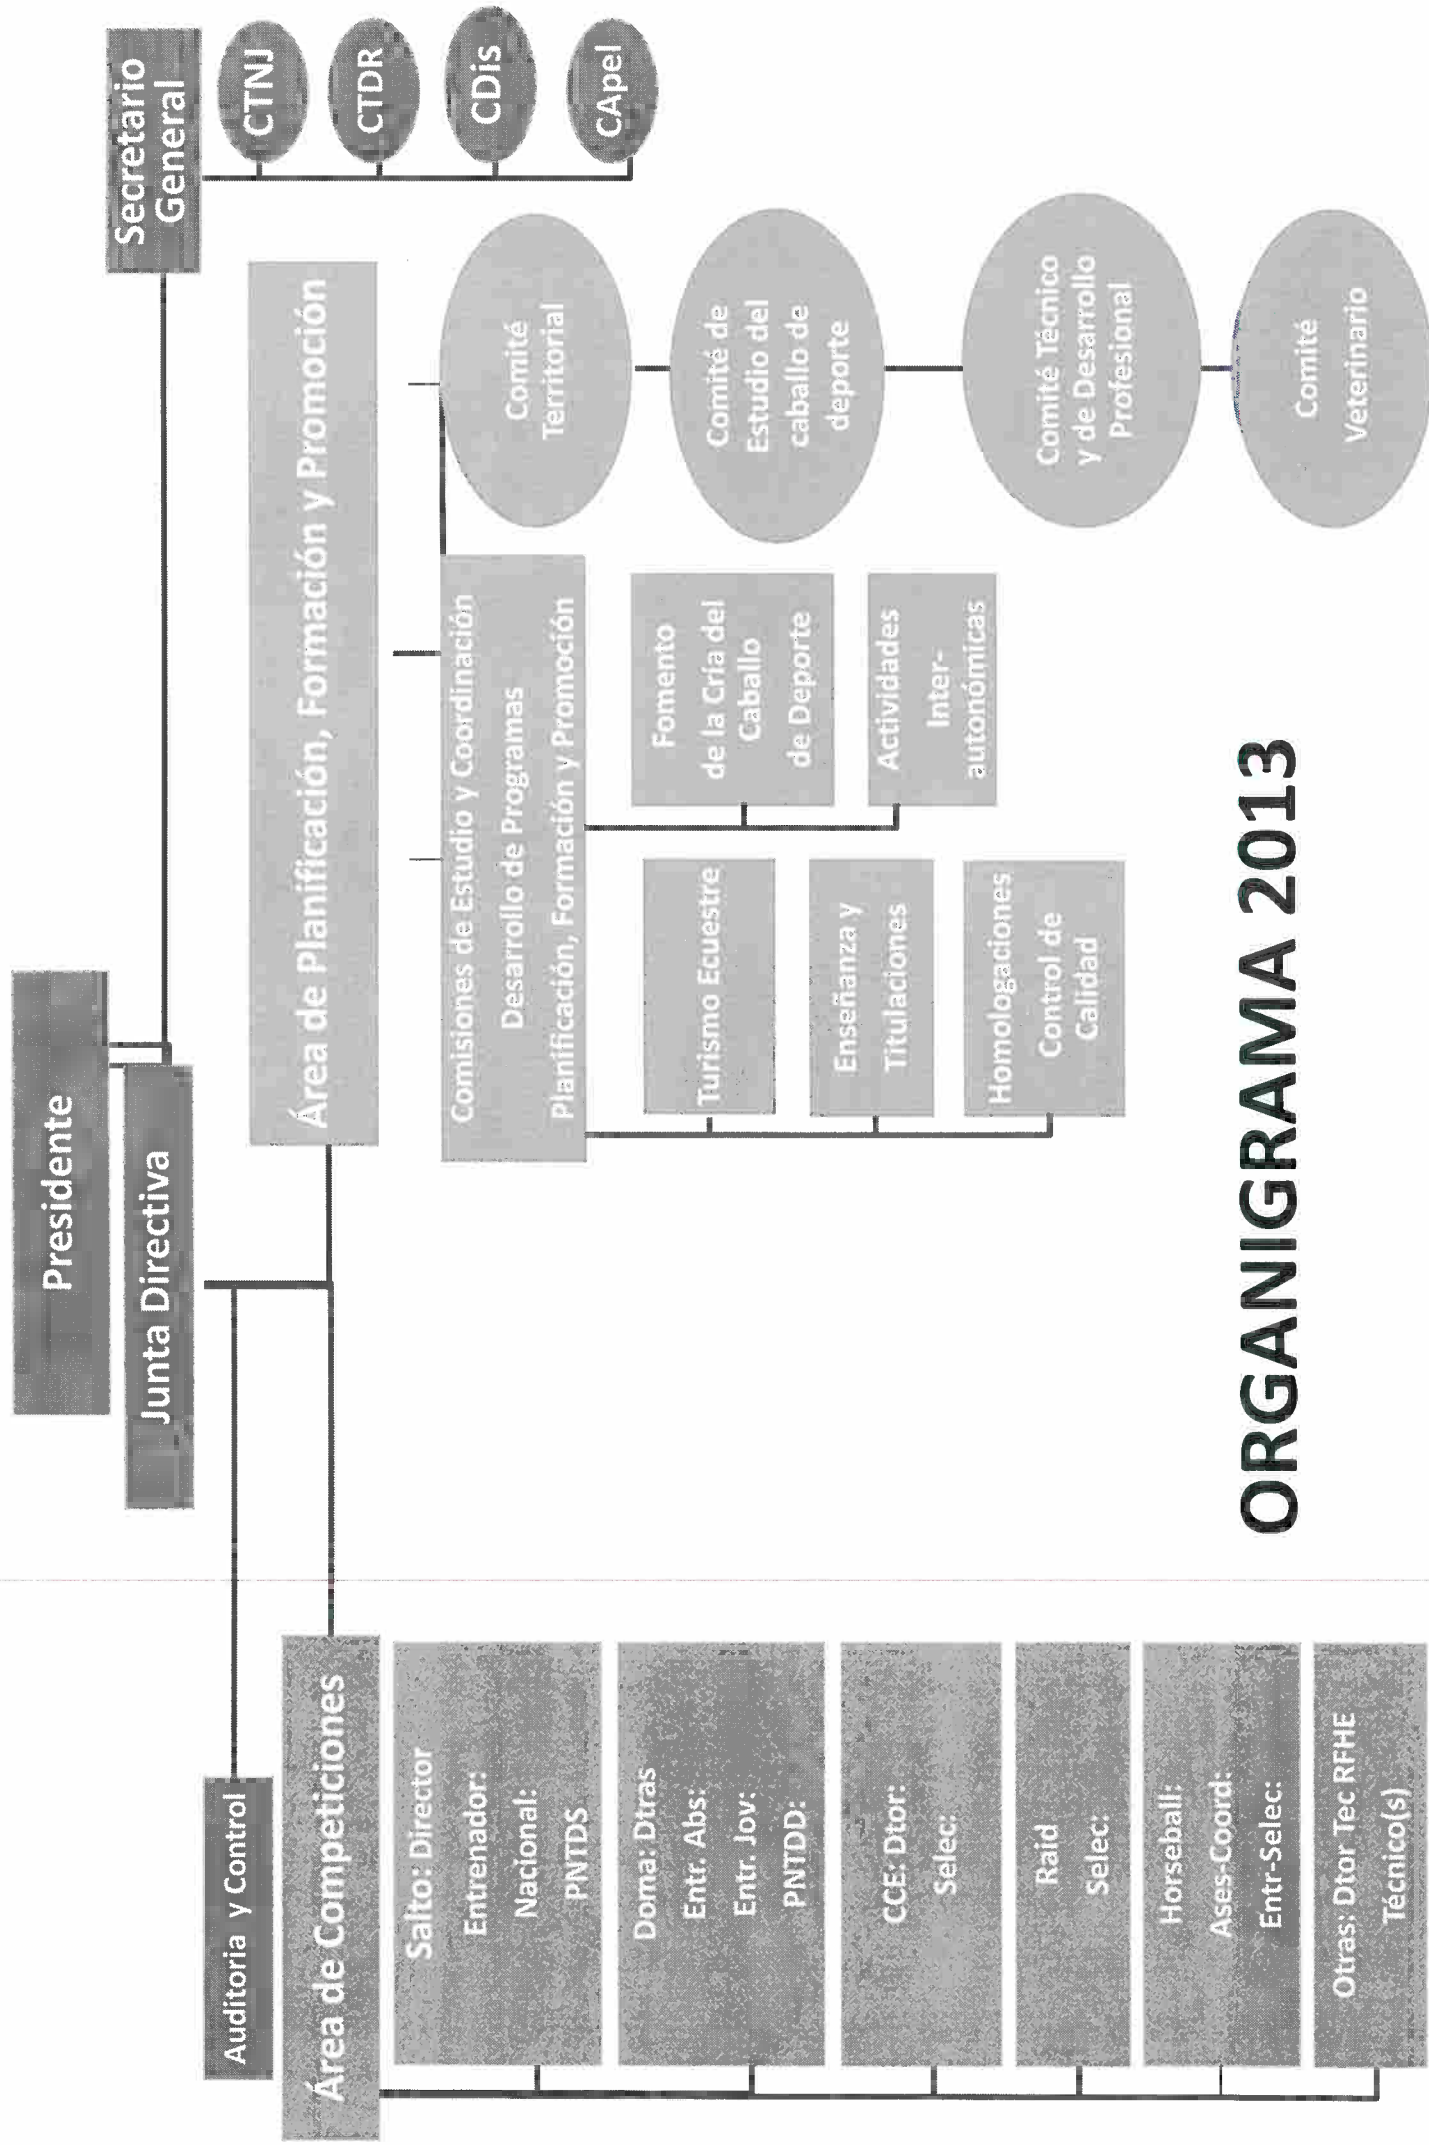 Presidente
Junta Directiva
Secretario
General
CTNJ
CTDR
CDis
CApel
Auditoria y Control
Área de Competiciones
Salto: Director
Entrenador:
Nacional:
PNTDS
Doma: Dtras
Entr. Abs:
Entr. Jov:
PNTDD:
CCE: Dtor:
Selec:
Raid
Selec:
Horseball:
Ases-Coord:
Entr-Selec:
Otras: Dtor Tec RFHE
Técnico(s)
Área de Planificación, Formación y Promoción
Comisiones de Estudio y Coordinación
Desarrollo de Programas
Planificación, Formación y Promoción
Turismo Ecuestre
Enseñanza y
Titulaciones
Homologaciones
Control de
Calidad
Fomento
de la Cría del
Caballo
de Deporte
Actividades
Inter-
autonómicas
Comité
Territorial
Comité de
Estudio del
caballo de
deporte
Comité Técnico
y de Desarrollo
Profesional
Comité
Veterinario
ORGANIGRAMA 2013